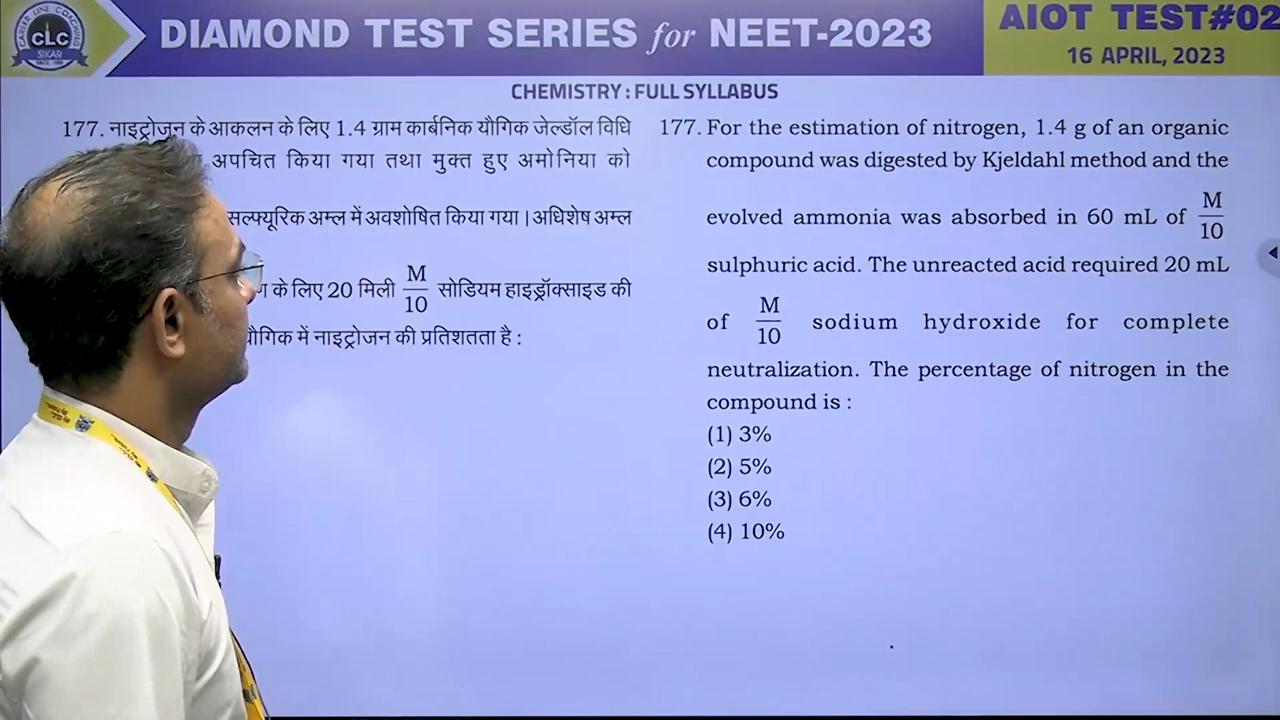 CAREER LINE COACHING
CLC
SIKAR
DIAMOND TEST SERIES for NEET-2023
AIOT TEST#02
16 APRIL, 2023
CHEMISTRY : FULL SYLLABUS
177. नाइट्रोजन के आकलन के लिए 1.4 ग्राम कार्बनिक यौगिक जेल्डॉल विधि
अपचित किया गया तथा मुक्त हुए अमोनिया को
सल्फ्यूरिक अम्ल में अवशोषित किया गया। अधिशेष अम्ल
के लिए 20 मिली M/10 सोडियम हाइड्रॉक्साइड की
यौगिक में नाइट्रोजन की प्रतिशतता है :
177. For the estimation of nitrogen, 1.4 g of an organic
compound was digested by Kjeldahl method and the
evolved ammonia was absorbed in 60 mL of M/10
sulphuric acid. The unreacted acid required 20 mL
of M/10 sodium hydroxide for complete
neutralization. The percentage of nitrogen in the
compound is :
(1) 3%
(2) 5%
(3) 6%
(4) 10%